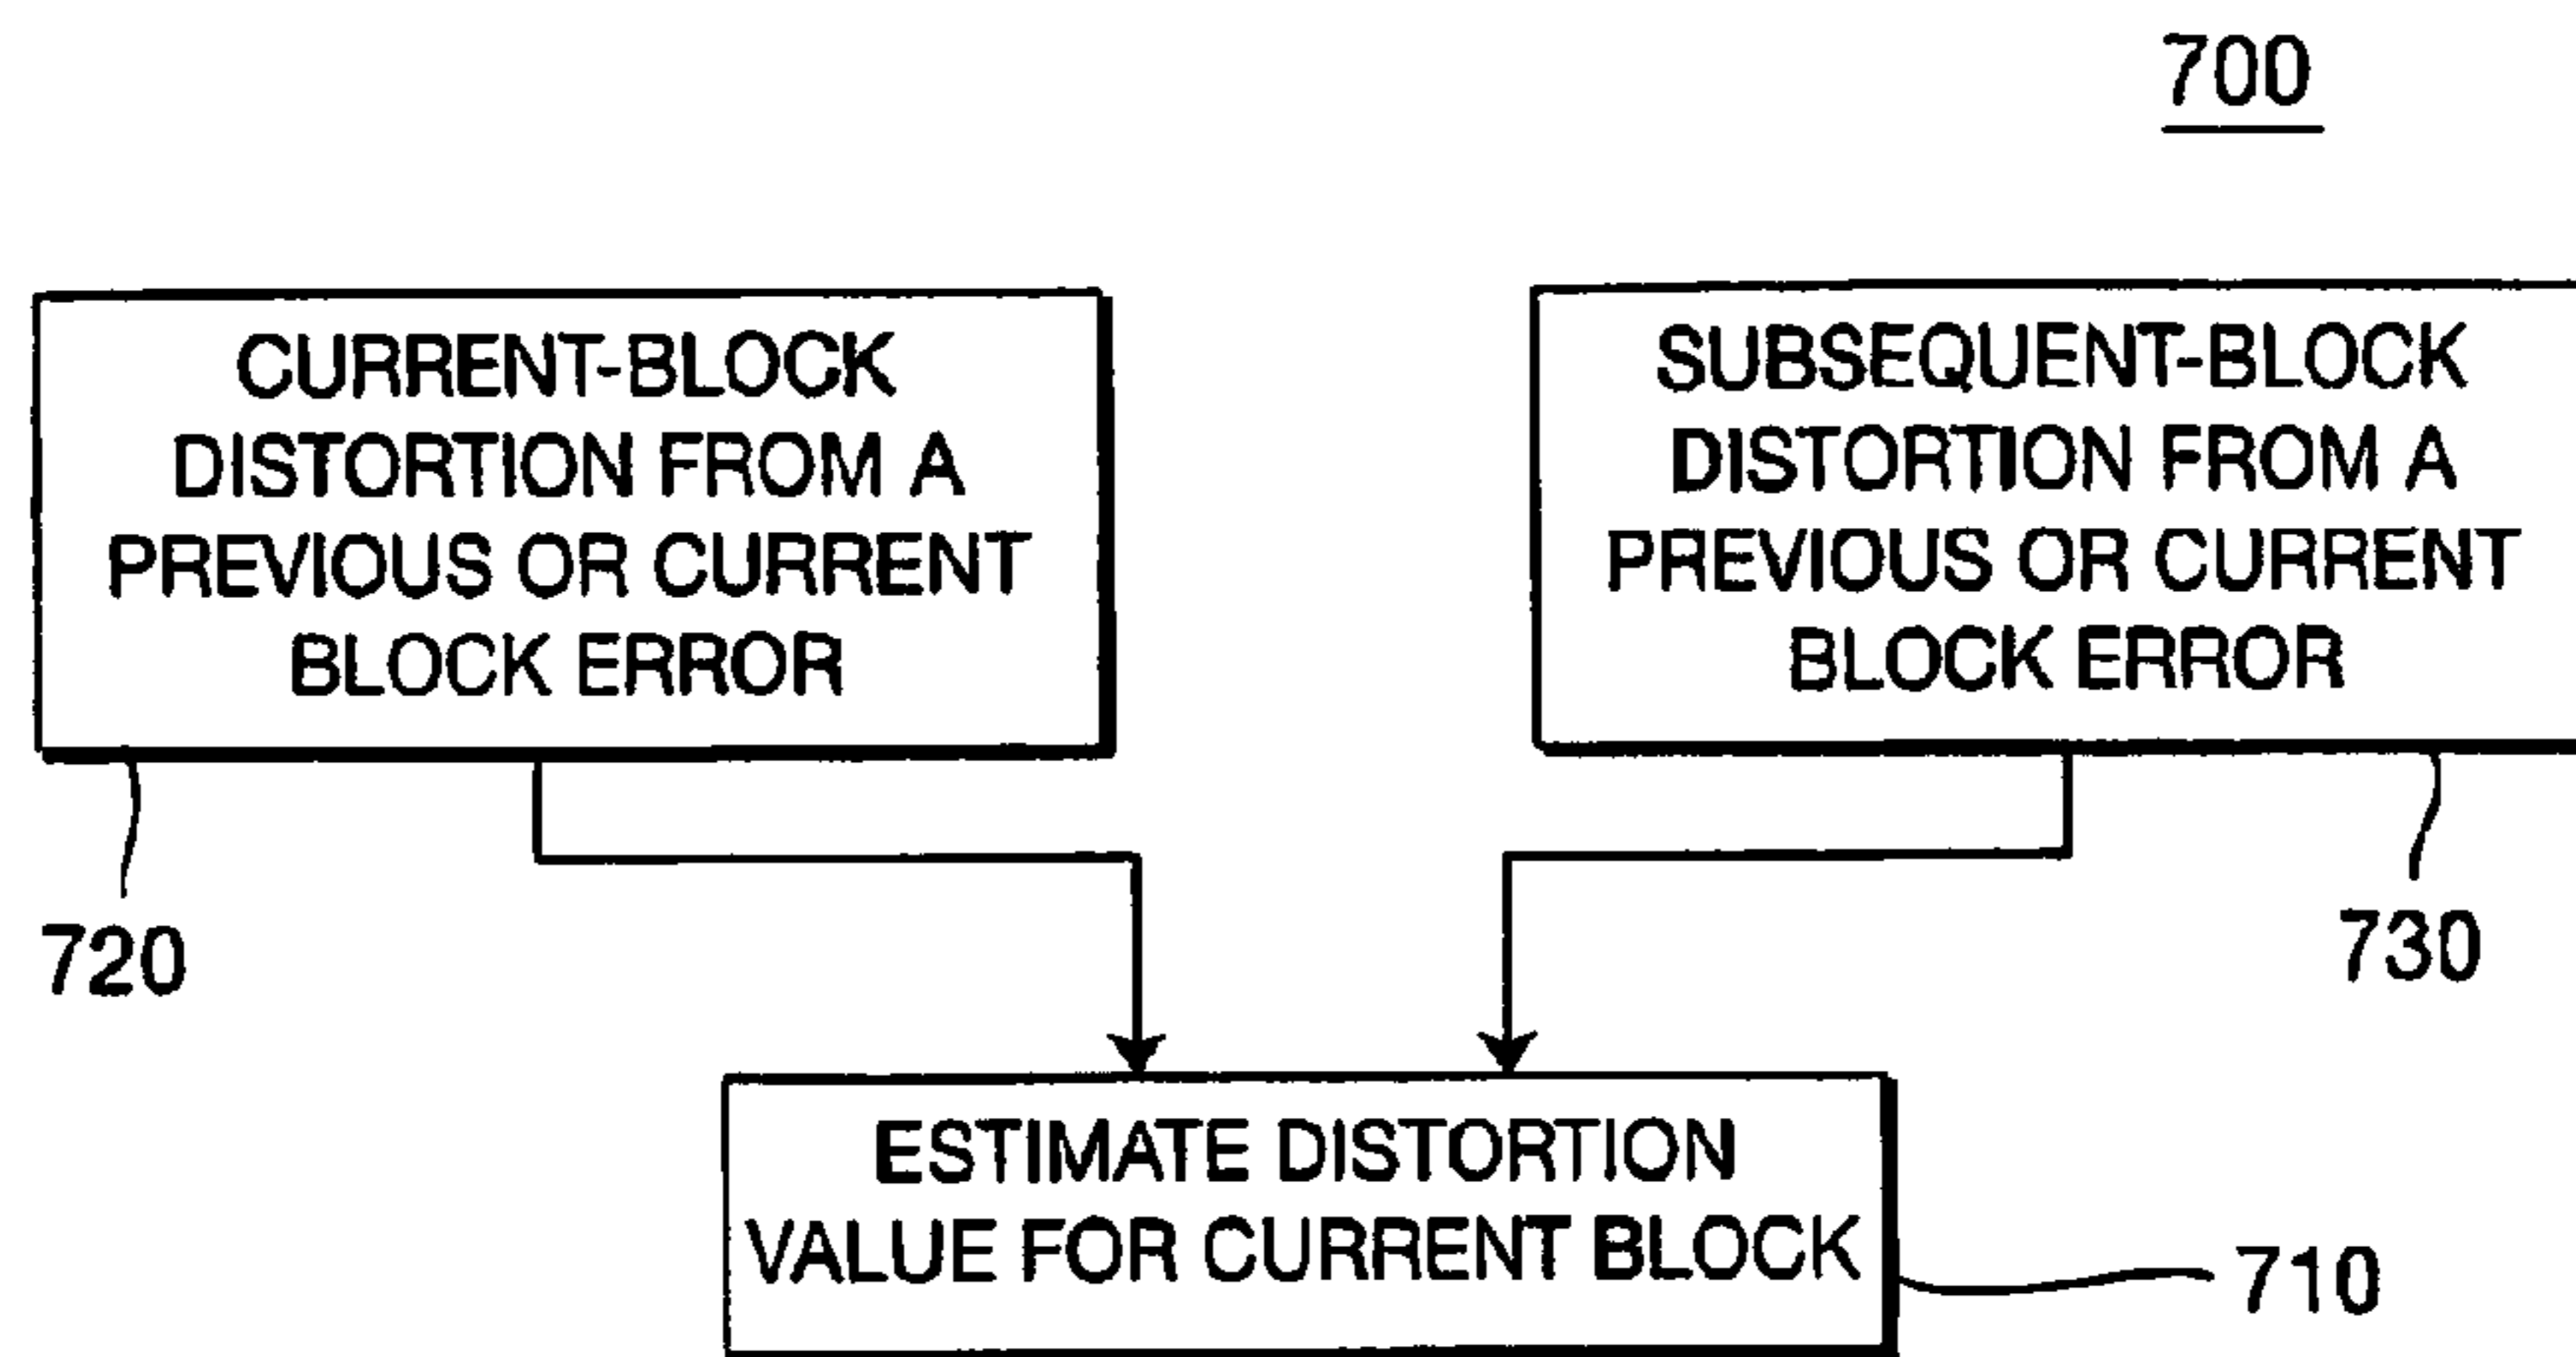 700
CURRENT-BLOCK
DISTORTION FROM A
PREVIOUS OR CURRENT
BLOCK ERROR
SUBSEQUENT-BLOCK
DISTORTION FROM A
PREVIOUS OR CURRENT
BLOCK ERROR
720
730
ESTIMATE DISTORTION
VALUE FOR CURRENT BLOCK
710